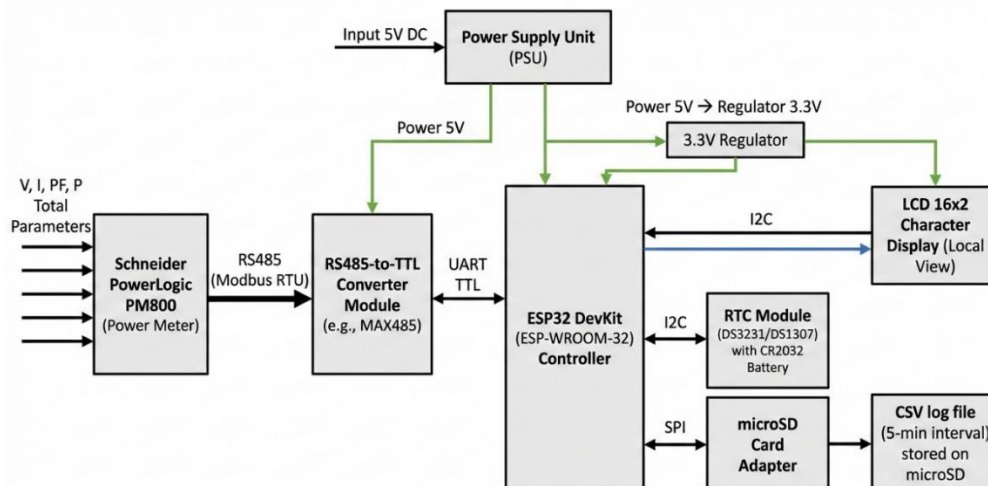 Input 5V DC
Power Supply Unit
(PSU)
Power 5V → Regulator 3.3V
Power 5V
3.3V Regulator
V, I, PF, P
Total
Parameters
Schneider
PowerLogic
PM800
(Power Meter)
RS485
(Modbus RTU)
RS485-to-TTL
Converter
Module
(e.g., MAX485)
UART
TTL
ESP32 DevKit
(ESP-WROOM-32)
Controller
I2C
LCD 16x2
Character
Display (Local
View)
I2C
RTC Module
(DS3231/DS1307)
with CR2032
Battery
SPI
microSD
Card
Adapter
CSV log file
(5-min interval)
stored on
microSD